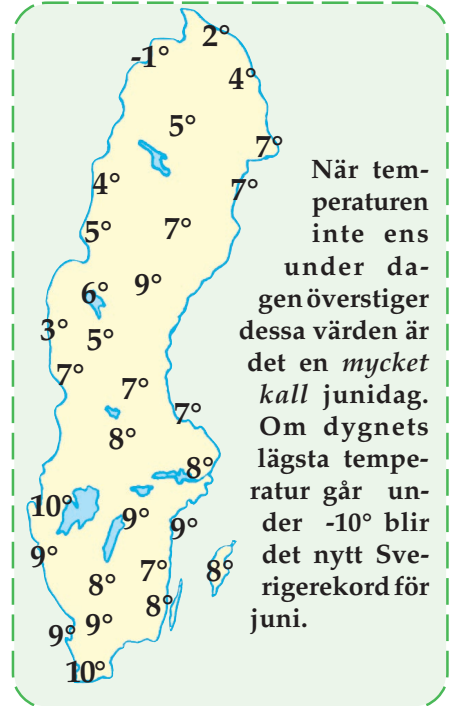 2°
-1°
4°
5°
7°
4°
7°
5°
7°
6°
9°
3°
5°
7°
7°
7°
8°
8°
10°
9°
9°
9°
7°
8°
8°
8°
9°
9°
10°
När tem-
peraturen
inte ens
under da-
gen överstiger
dessa värden är
det en mycket
kall junidag.
Om dygnets
lägsta tempe-
ratur går un-
der -10° blir
det nytt Sve-
rigerekord för
juni.